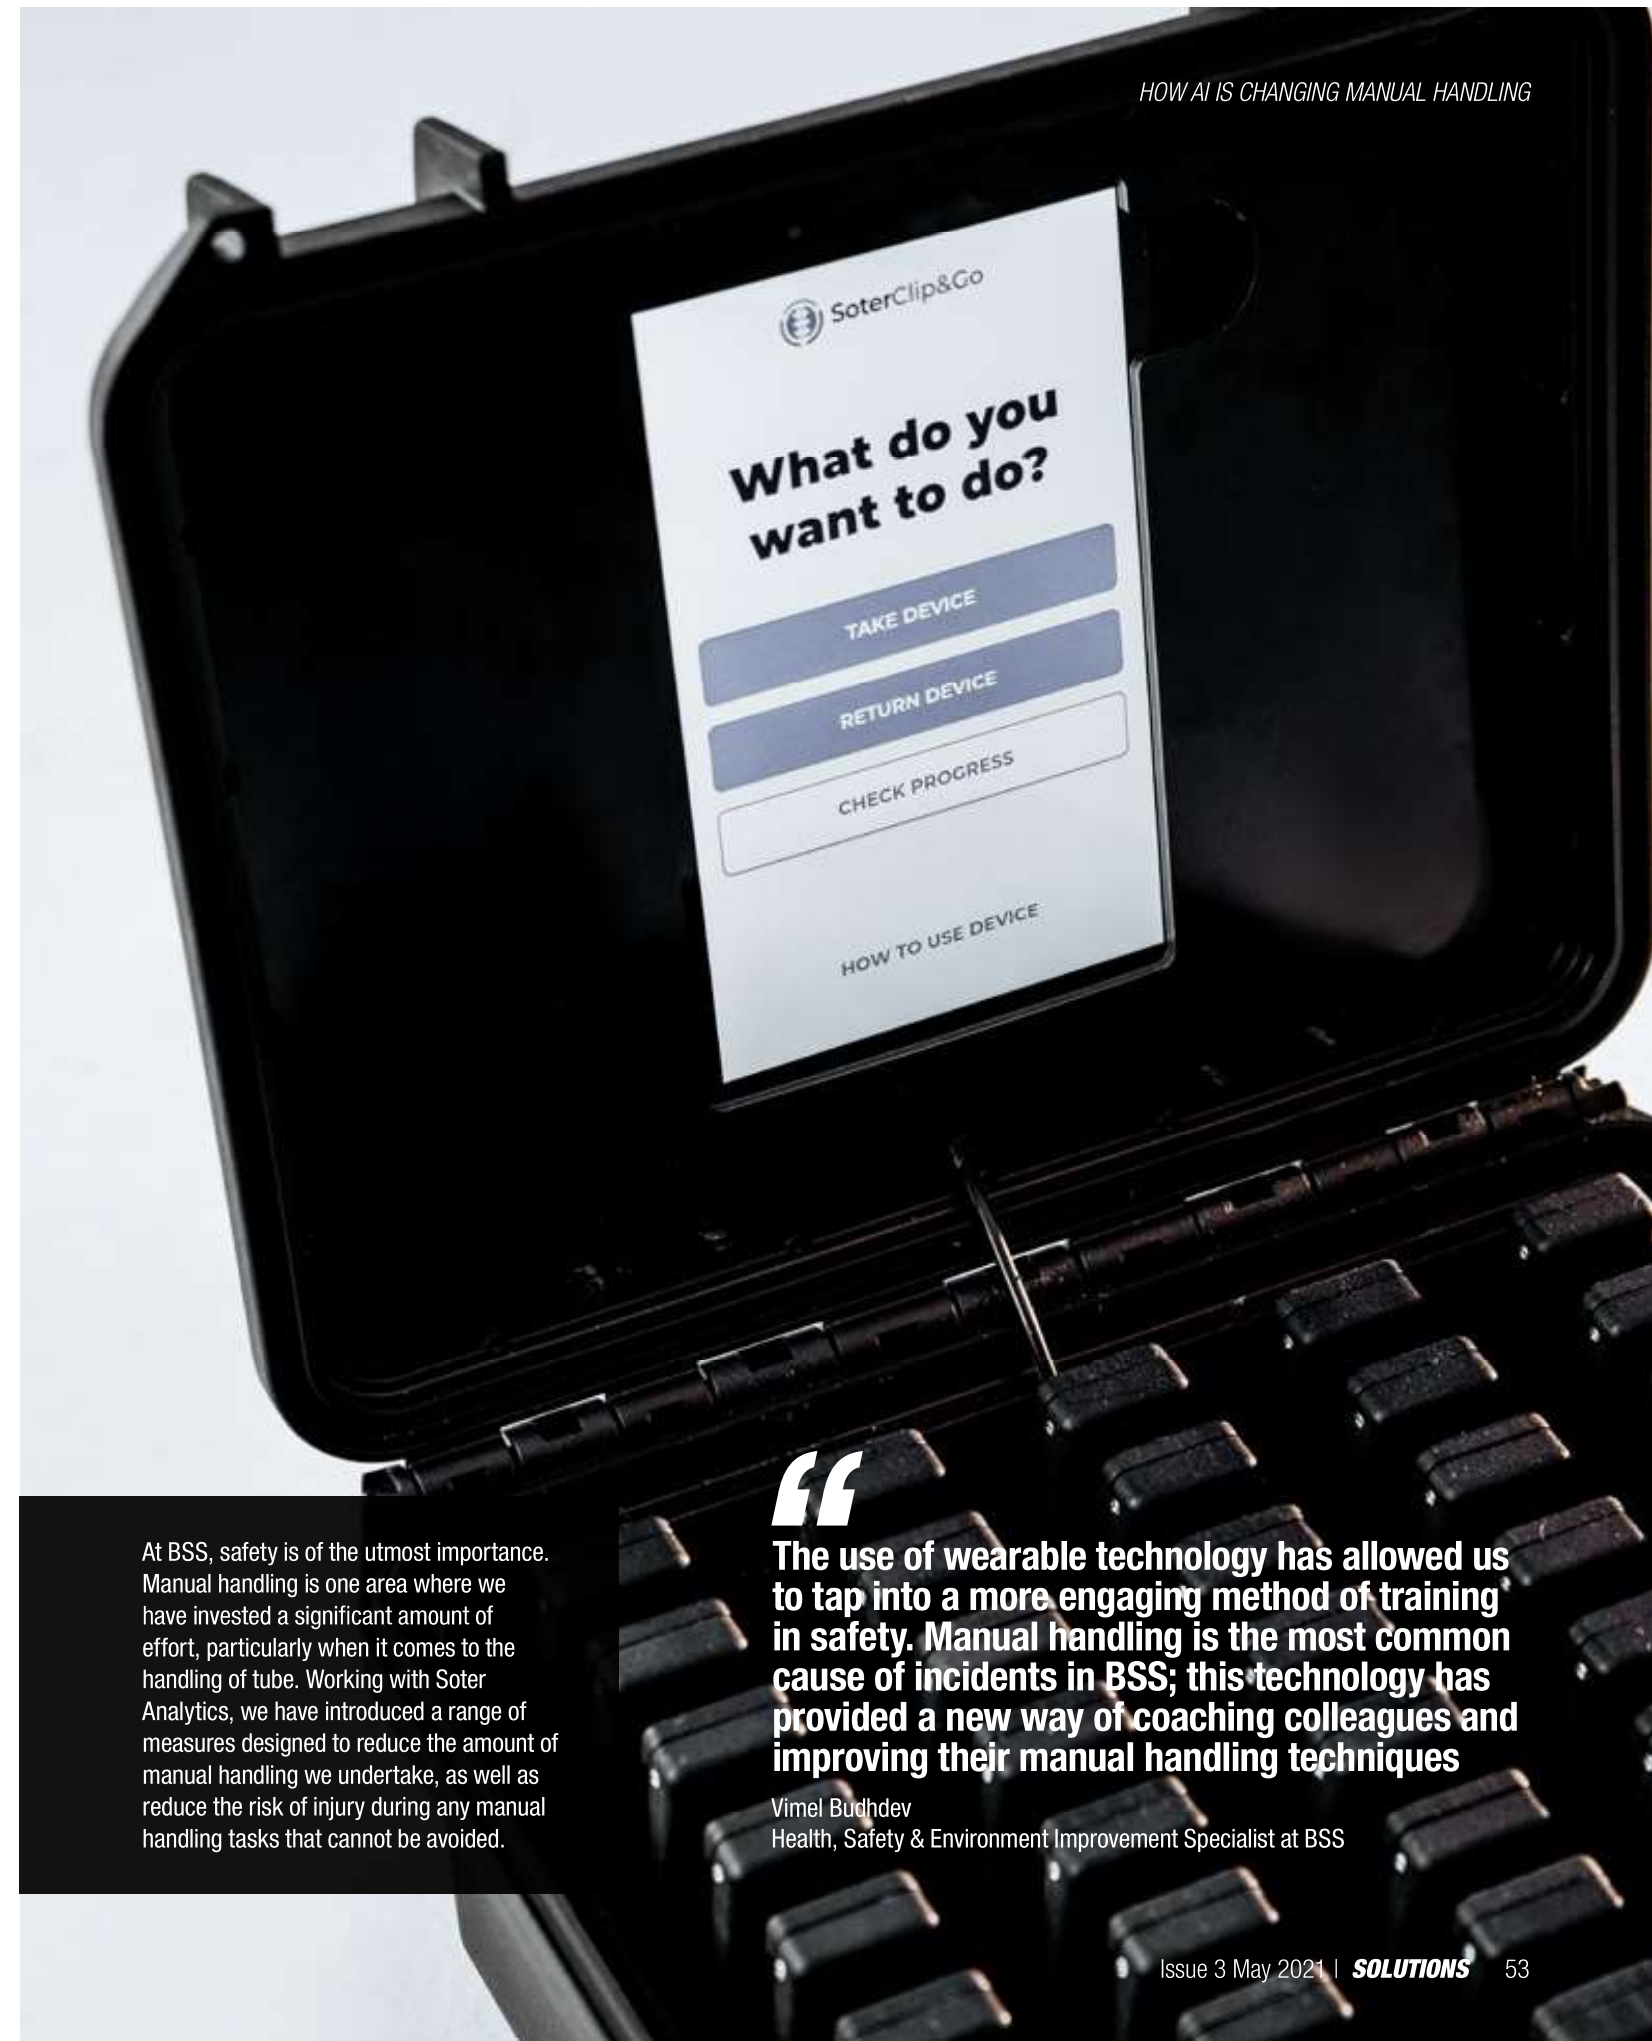 HOW AI IS CHANGING MANUAL HANDLING
SoterClip&Go
What do you
want to do?
TAKE DEVICE
RETURN DEVICE
CHECK PROGRESS
HOW TO USE DEVICE
At BSS, safety is of the utmost importance.
Manual handling is one area where we
have invested a significant amount of
effort, particularly when it comes to the
handling of tube. Working with Soter
Analytics, we have introduced a range of
measures designed to reduce the amount of
manual handling we undertake, as well as
reduce the risk of injury during any manual
handling tasks that cannot be avoided.
“
The use of wearable technology has allowed us
to tap into a more engaging method of training
in safety. Manual handling is the most common
cause of incidents in BSS; this technology has
provided a new way of coaching colleagues and
improving their manual handling techniques
Vimel Budhdev
Health, Safety & Environment Improvement Specialist at BSS
Issue 3 May 2021 | SOLUTIONS 53